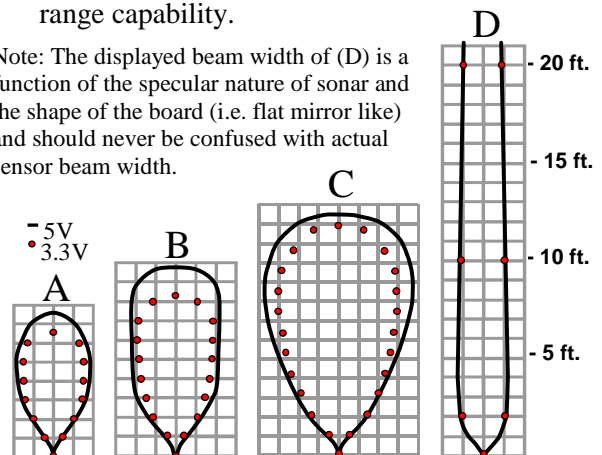 range capability.
Note: The displayed beam width of (D) is a
function of the specular nature of sonar and
the shape of the board (i.e. flat mirror like)
and should never be confused with actual
sensor beam width.
5V
3.3V
A
B
C
D
- 20 ft.
- 15 ft.
- 10 ft.
- 5 ft.